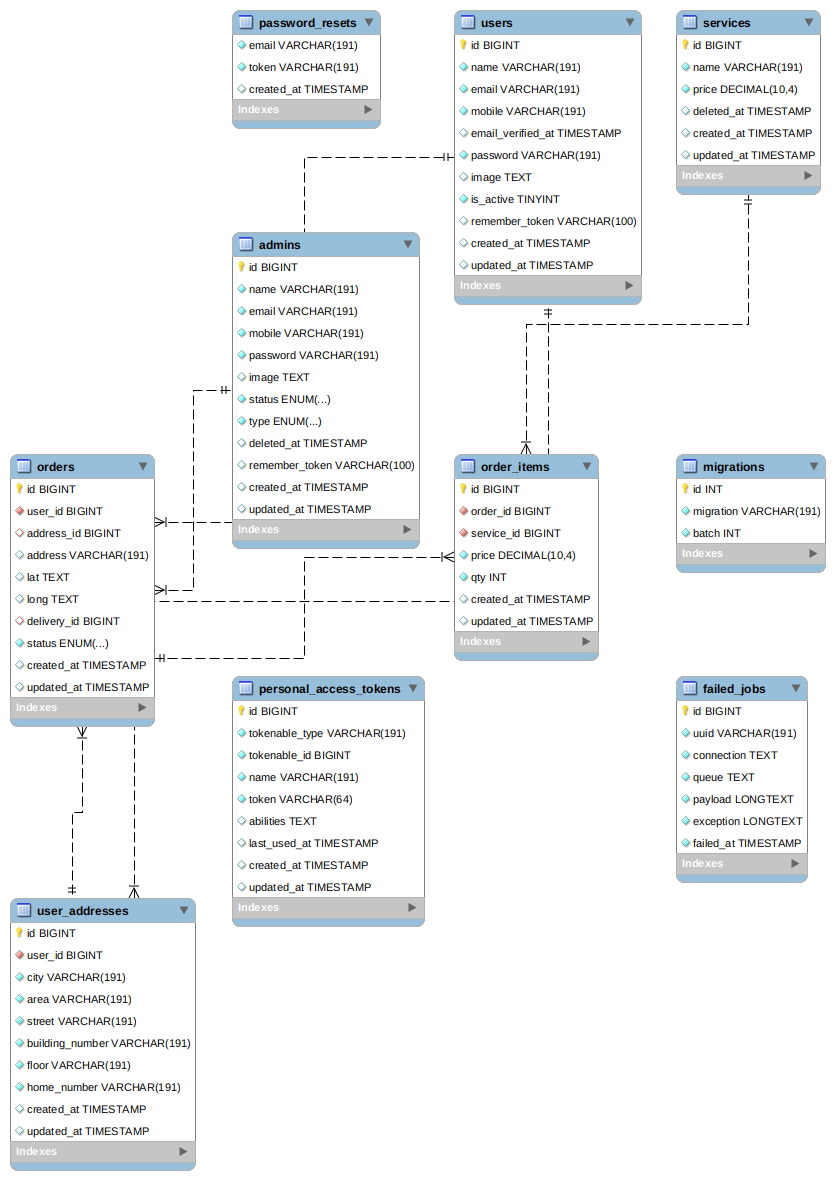 password_resets
email VARCHAR(191)
token VARCHAR(191)
created_at TIMESTAMP
Indexes
users
id BIGINT
name VARCHAR(191)
email VARCHAR(191)
mobile VARCHAR(191)
email_verified_at TIMESTAMP
password VARCHAR(191)
image TEXT
is_active TINYINT
remember_token VARCHAR(100)
created_at TIMESTAMP
updated_at TIMESTAMP
Indexes
services
id BIGINT
name VARCHAR(191)
price DECIMAL(10,4)
deleted_at TIMESTAMP
created_at TIMESTAMP
updated_at TIMESTAMP
Indexes
admins
id BIGINT
name VARCHAR(191)
email VARCHAR(191)
mobile VARCHAR(191)
password VARCHAR(191)
image TEXT
status ENUM(...)
type ENUM(...)
deleted_at TIMESTAMP
remember_token VARCHAR(100)
created_at TIMESTAMP
updated_at TIMESTAMP
Indexes
orders
id BIGINT
user_id BIGINT
address_id BIGINT
address VARCHAR(191)
lat TEXT
long TEXT
delivery_id BIGINT
status ENUM(...)
created_at TIMESTAMP
updated_at TIMESTAMP
Indexes
order_items
id BIGINT
order_id BIGINT
service_id BIGINT
price DECIMAL(10,4)
qty INT
created_at TIMESTAMP
updated_at TIMESTAMP
Indexes
migrations
id INT
migration VARCHAR(191)
batch INT
Indexes
personal_access_tokens
id BIGINT
tokenable_type VARCHAR(191)
tokenable_id BIGINT
name VARCHAR(191)
token VARCHAR(64)
abilities TEXT
last_used_at TIMESTAMP
created_at TIMESTAMP
updated_at TIMESTAMP
Indexes
failed_jobs
id BIGINT
uuid VARCHAR(191)
connection TEXT
queue TEXT
payload LONGTEXT
exception LONGTEXT
failed_at TIMESTAMP
Indexes
user_addresses
id BIGINT
user_id BIGINT
city VARCHAR(191)
area VARCHAR(191)
street VARCHAR(191)
building_number VARCHAR(191)
floor VARCHAR(191)
home_number VARCHAR(191)
created_at TIMESTAMP
updated_at TIMESTAMP
Indexes